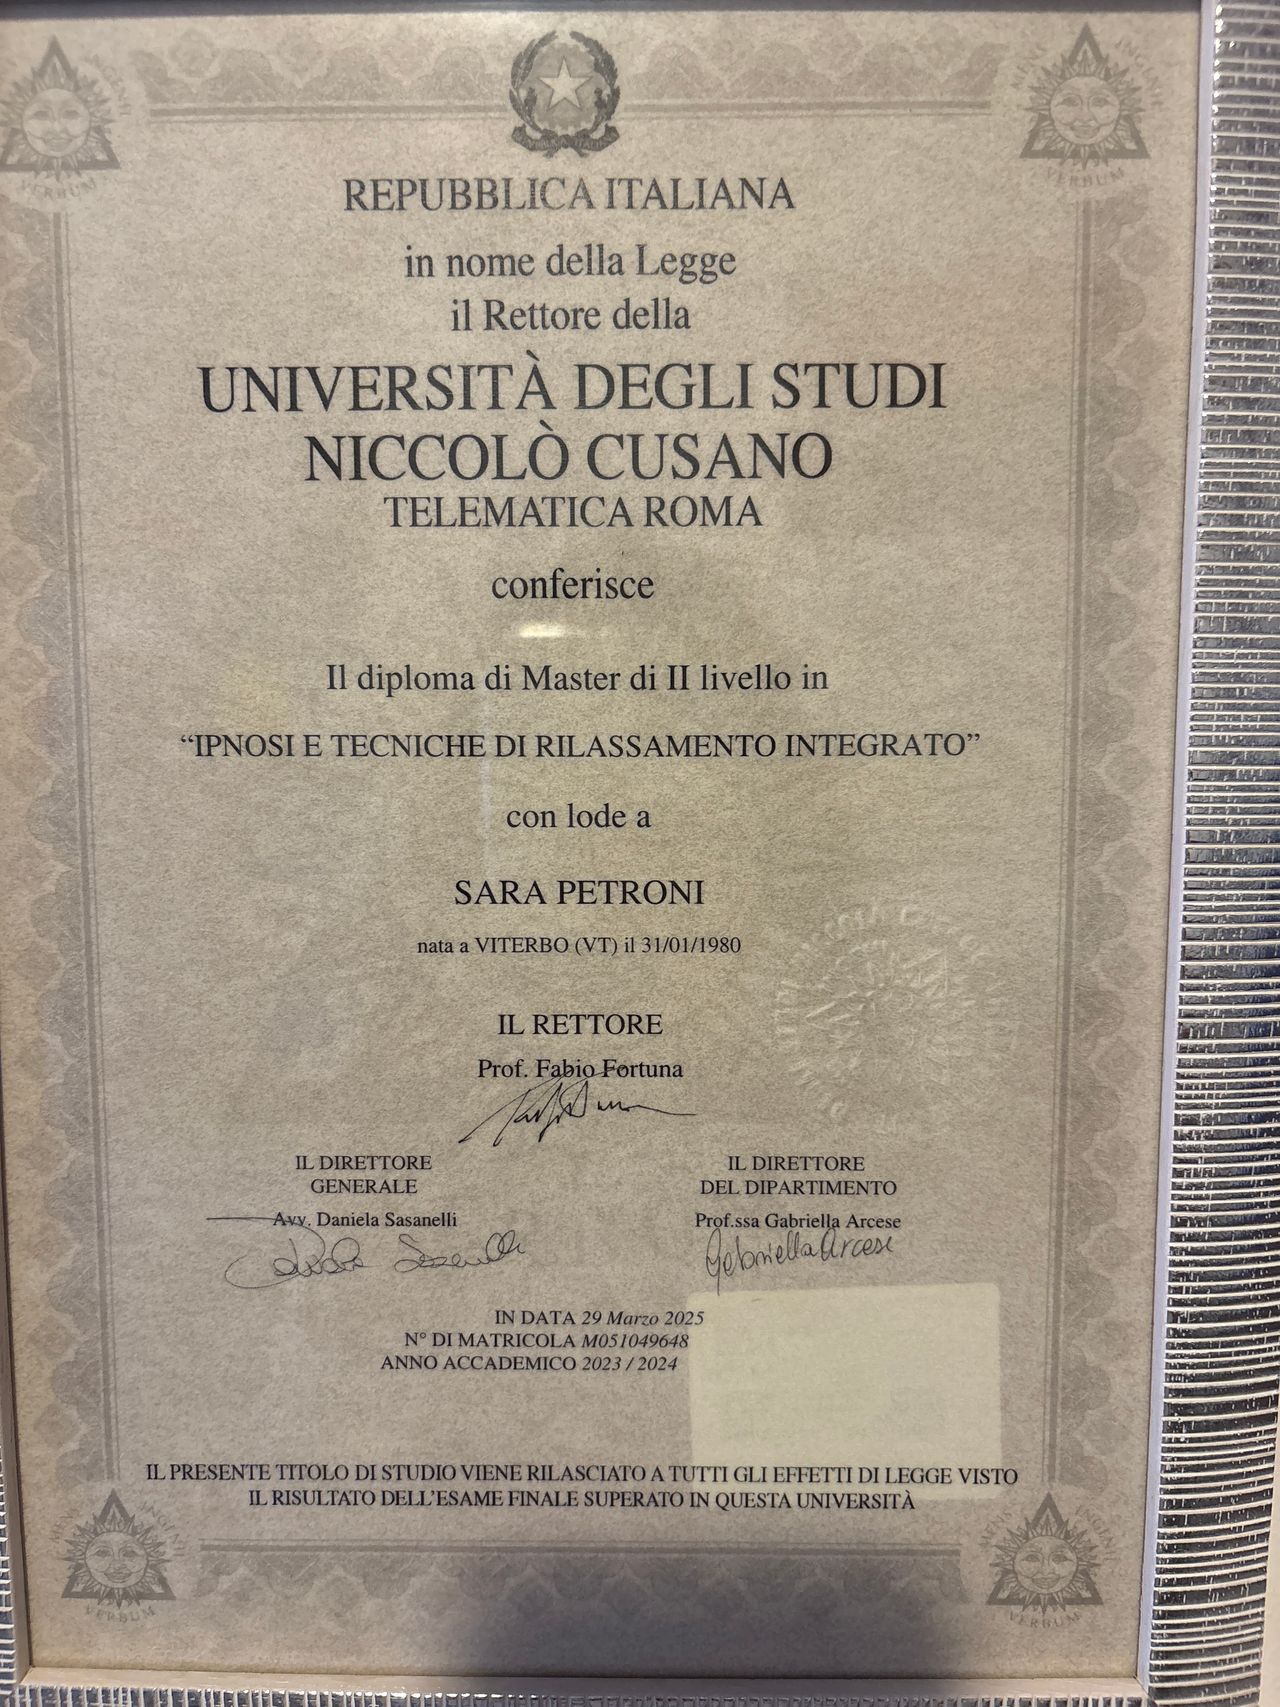 REPUBBLICA ITALIANA
in nome della Legge
il Rettore della
UNIVERSITÀ DEGLI STUDI
NICCOLÒ CUSANO
TELEMATICA ROMA
conferisce
Il diploma di Master di II livello in
“IPNOSI E TECNICHE DI RILASSAMENTO INTEGRATO”
con lode a
SARA PETRONI
nata a VITERBO (VT) il 31/01/1980
IL RETTORE
Prof. Fabio Fortuna
IL DIRETTORE
GENERALE
Avv. Daniela Sasanelli
IL DIRETTORE
DEL DIPARTIMENTO
Prof.ssa Gabriella Arcese
Gabriella Arcese
IN DATA 29 Marzo 2025
N° DI MATRICOLA M051049648
ANNO ACCADEMICO 2023 / 2024
IL PRESENTE TITOLO DI STUDIO VIENE RILASCIATO A TUTTI GLI EFFETTI DI LEGGE VISTO
IL RISULTATO DELL’ESAME FINALE SUPERATO IN QUESTA UNIVERSITÀ
VERBUM